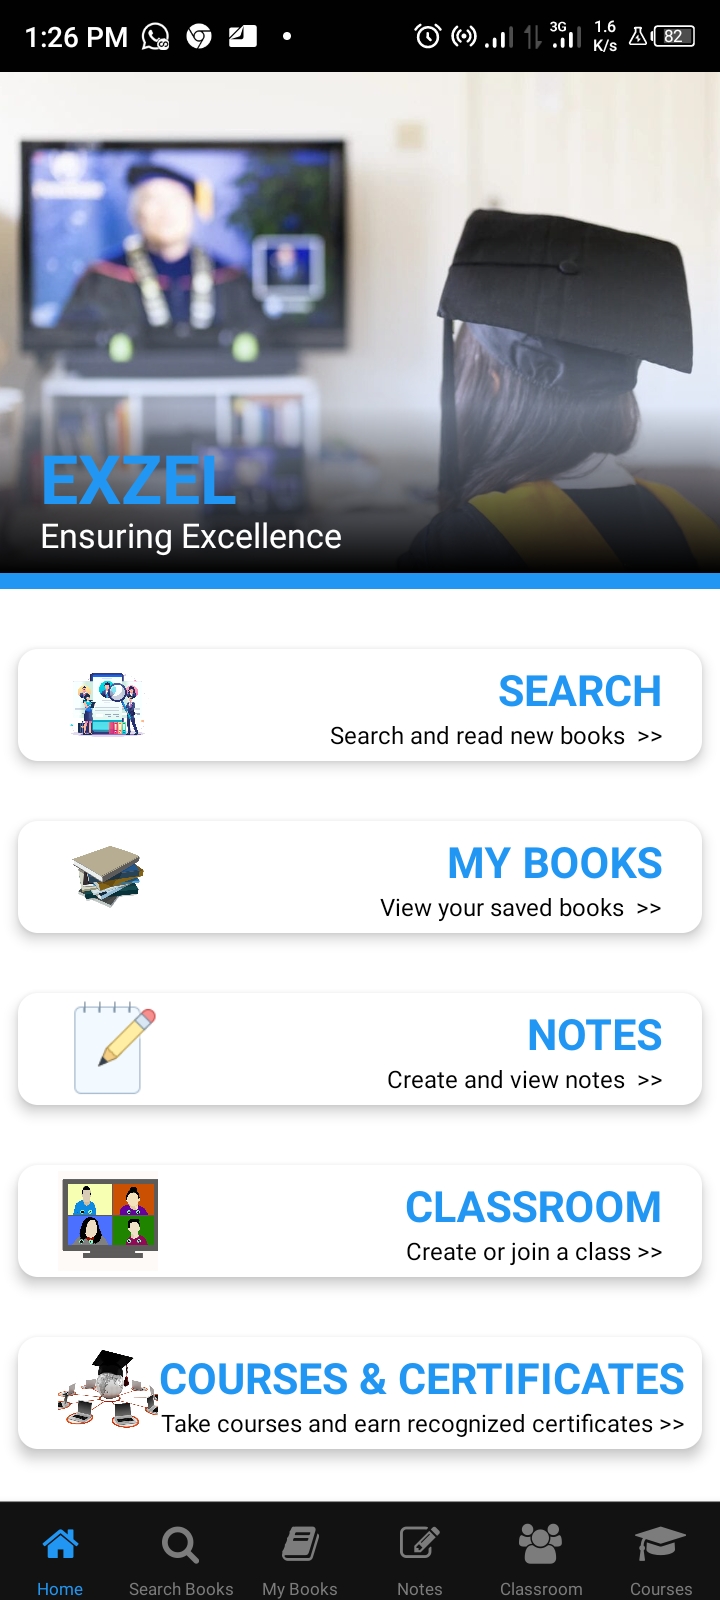 1:26 PM 3G 1.6 K/s 82
EXZEL
Ensuring Excellence
SEARCH
Search and read new books >>
MY BOOKS
View your saved books >>
NOTES
Create and view notes >>
CLASSROOM
Create or join a class >>
COURSES & CERTIFICATES
Take courses and earn recognized certificates >>
Home Search Books My Books Notes Classroom Courses